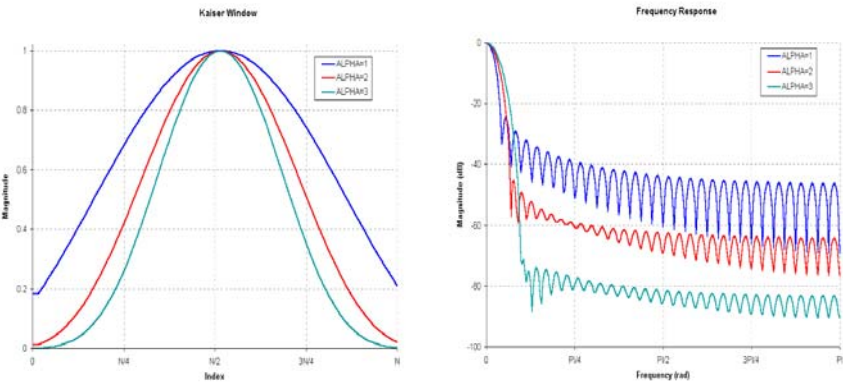 Kaiser Window
1
0.8
0.6
0.4
0.2
0
0
N/4
N/2
3N/4
N
Magnitude
Index
ALPHA=1
ALPHA=2
ALPHA=3
Frequency Response
0
-20
-40
-60
-80
-100
0
PI/4
PI/2
3PI/4
PI
Magnitude (dB)
Frequency (rad)
ALPHA=1
ALPHA=2
ALPHA=3